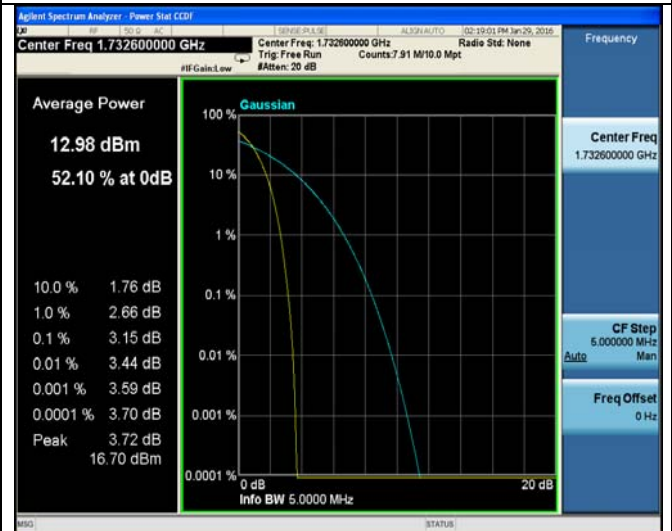 Agilent Spectrum Analyzer - Power Stat CCDF
RF 50 Ω AC SENSE:PULSE ALIGN AUTO 02:19:01 PM Jan 29, 2016
Center Freq 1.732600000 GHz
Center Freq: 1.732600000 GHz Radio Std: None
Trig: Free Run Counts:7.91 M/10.0 Mpt
#IFGain:Low #Atten: 20 dB
Frequency
Average Power
12.98 dBm
52.10 % at 0dB
10.0 % 1.76 dB
1.0 % 2.66 dB
0.1 % 3.15 dB
0.01 % 3.44 dB
0.001 % 3.59 dB
0.0001 % 3.70 dB
Peak 3.72 dB
16.70 dBm
Gaussian
100 %
10 %
1 %
0.1 %
0.01 %
0.001 %
0.0001 %
0 dB 20 dB
Info BW 5.0000 MHz
Center Freq
1.732600000 GHz
CF Step
5.000000 MHz
Auto Man
Freq Offset
0 Hz
MSG STATUS